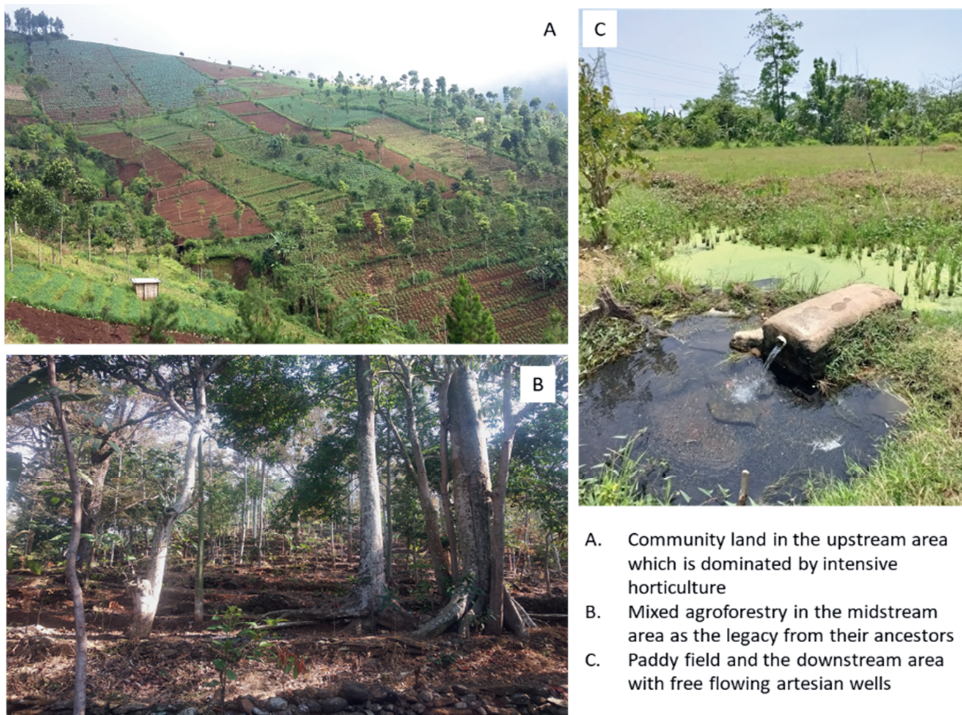 A
B
C
A. Community land in the upstream area
which is dominated by intensive
horticulture
B. Mixed agroforestry in the midstream
area as the legacy from their ancestors
C. Paddy field and the downstream area
with free flowing artesian wells